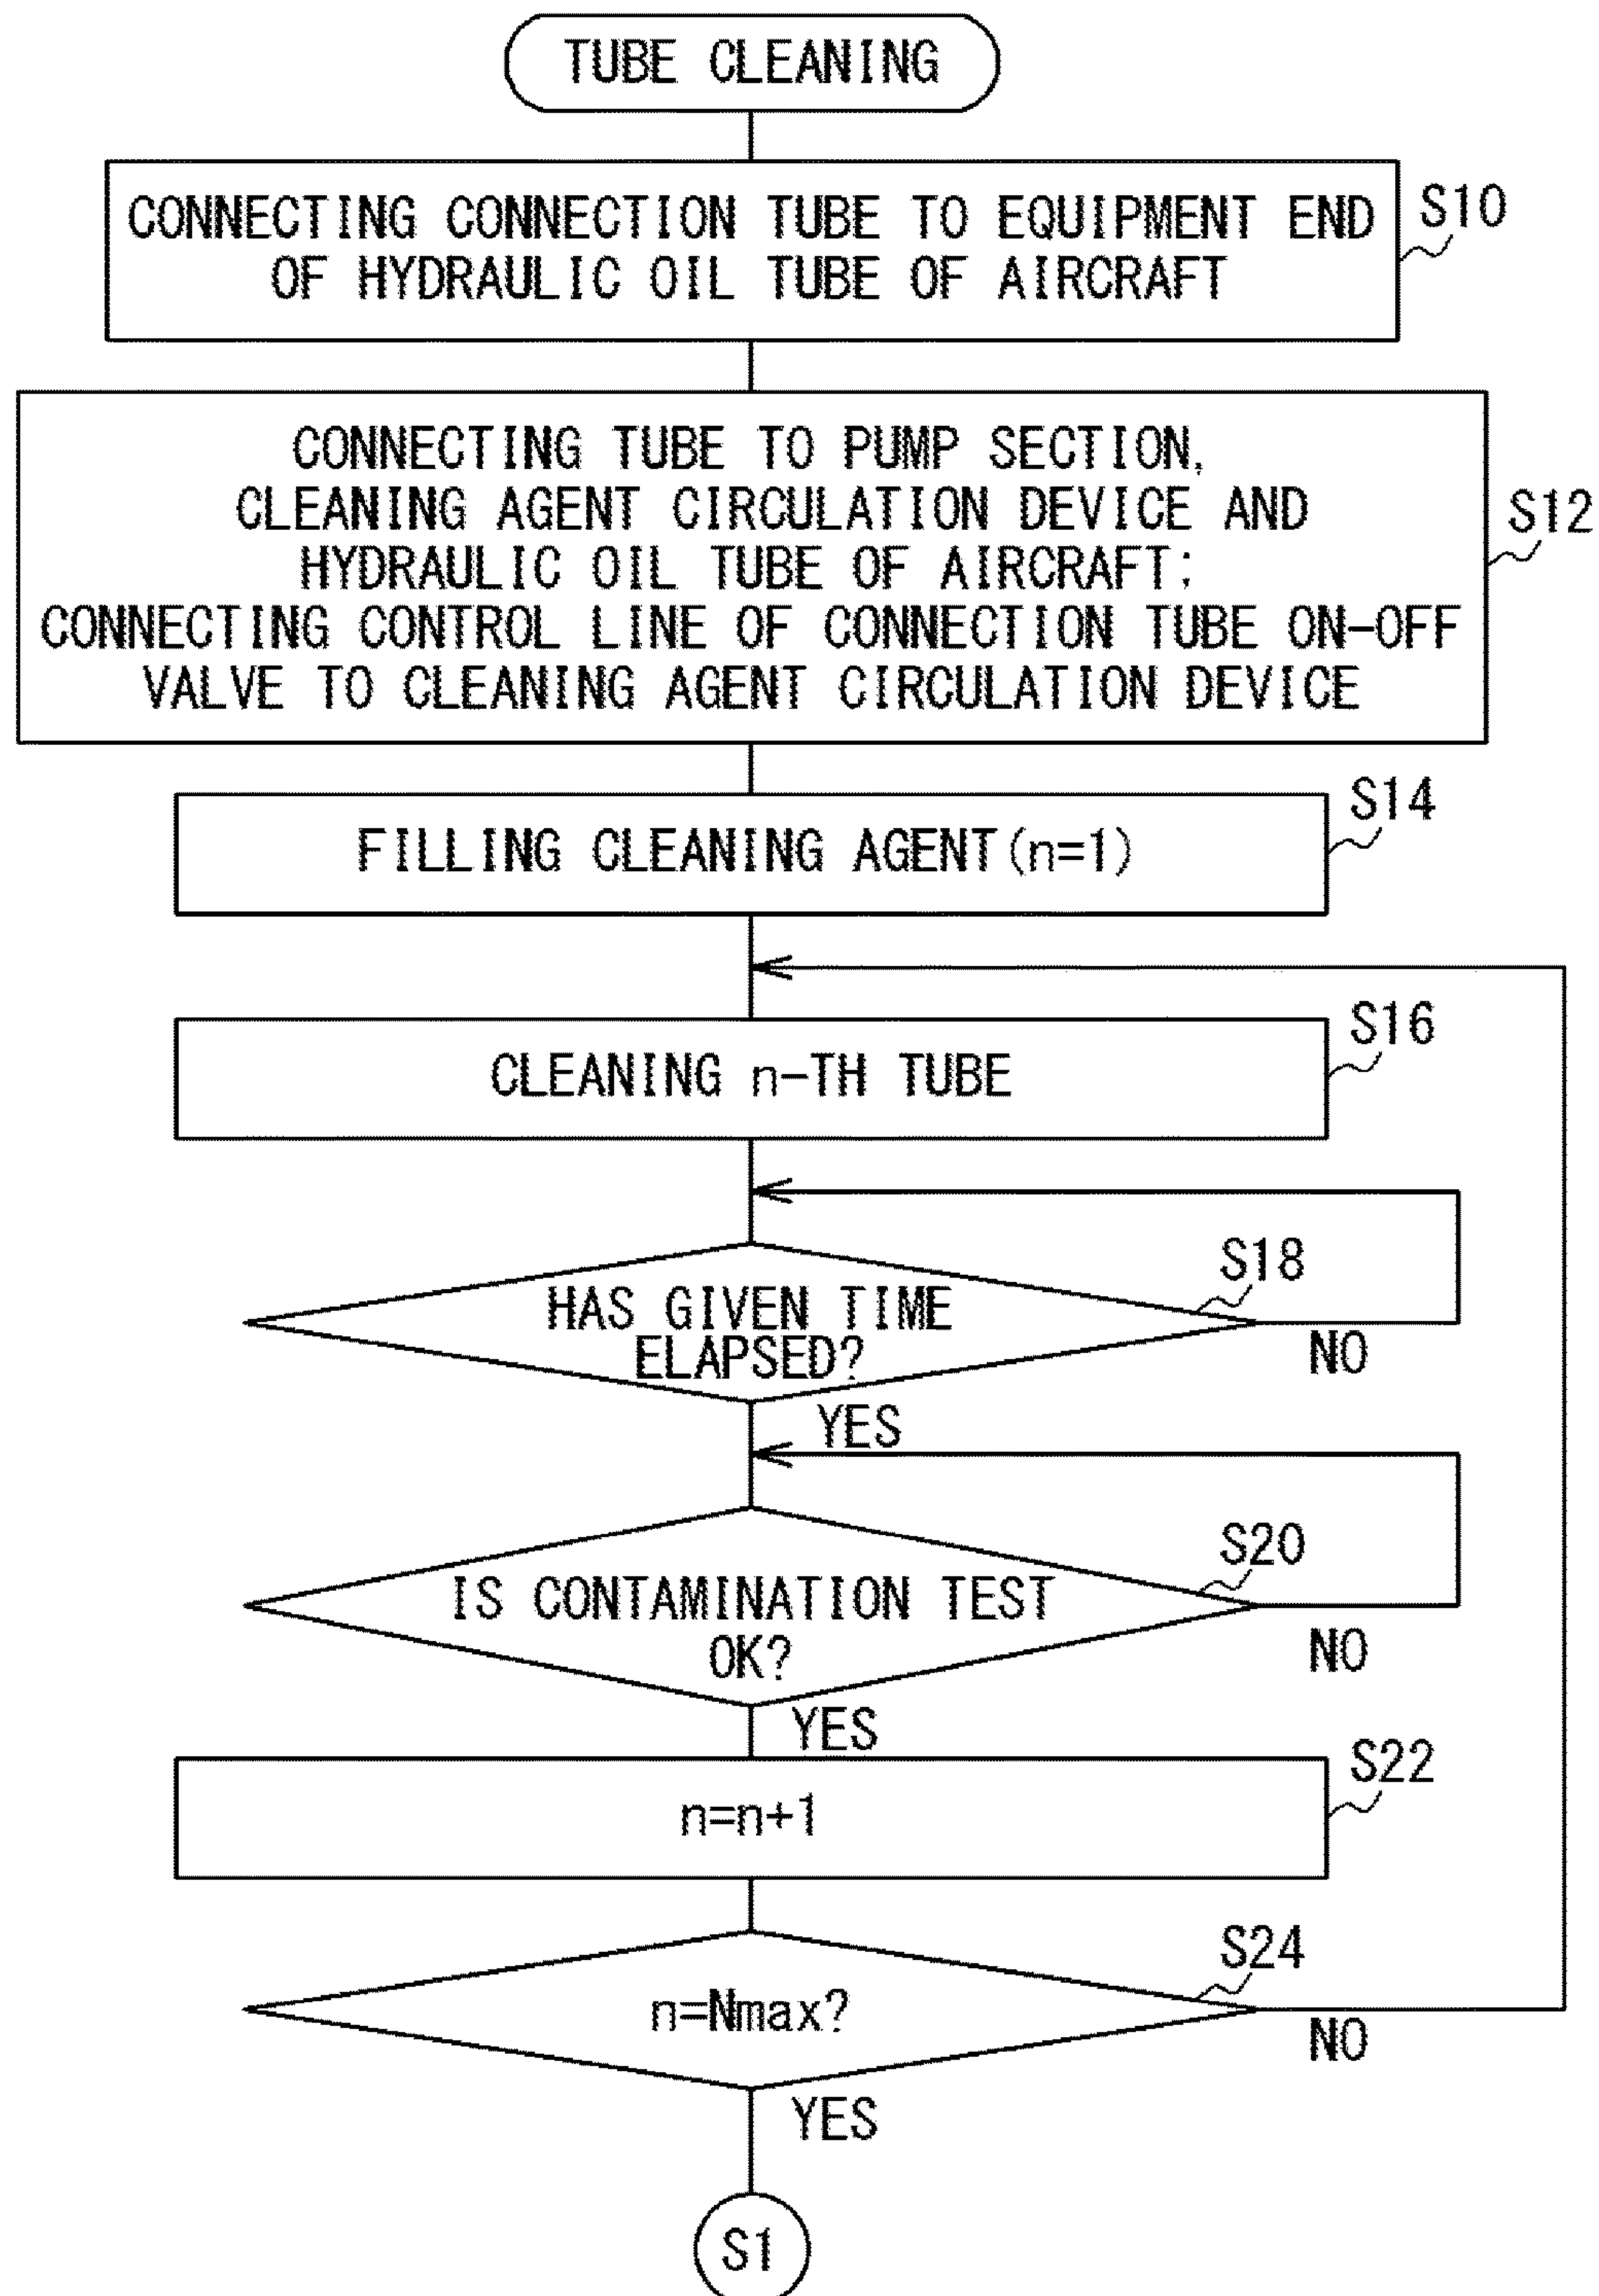 TUBE CLEANING
CONNECTING CONNECTION TUBE TO EQUIPMENT END
OF HYDRAULIC OIL TUBE OF AIRCRAFT
S10
CONNECTING TUBE TO PUMP SECTION,
CLEANING AGENT CIRCULATION DEVICE AND
HYDRAULIC OIL TUBE OF AIRCRAFT;
CONNECTING CONTROL LINE OF CONNECTION TUBE ON-OFF
VALVE TO CLEANING AGENT CIRCULATION DEVICE
S12
FILLING CLEANING AGENT(n=1)
S14
CLEANING n-TH TUBE
S16
HAS GIVEN TIME
ELAPSED?
S18
NO
YES
IS CONTAMINATION TEST
OK?
S20
NO
YES
n=n+1
S22
n=Nmax?
S24
NO
YES
S1